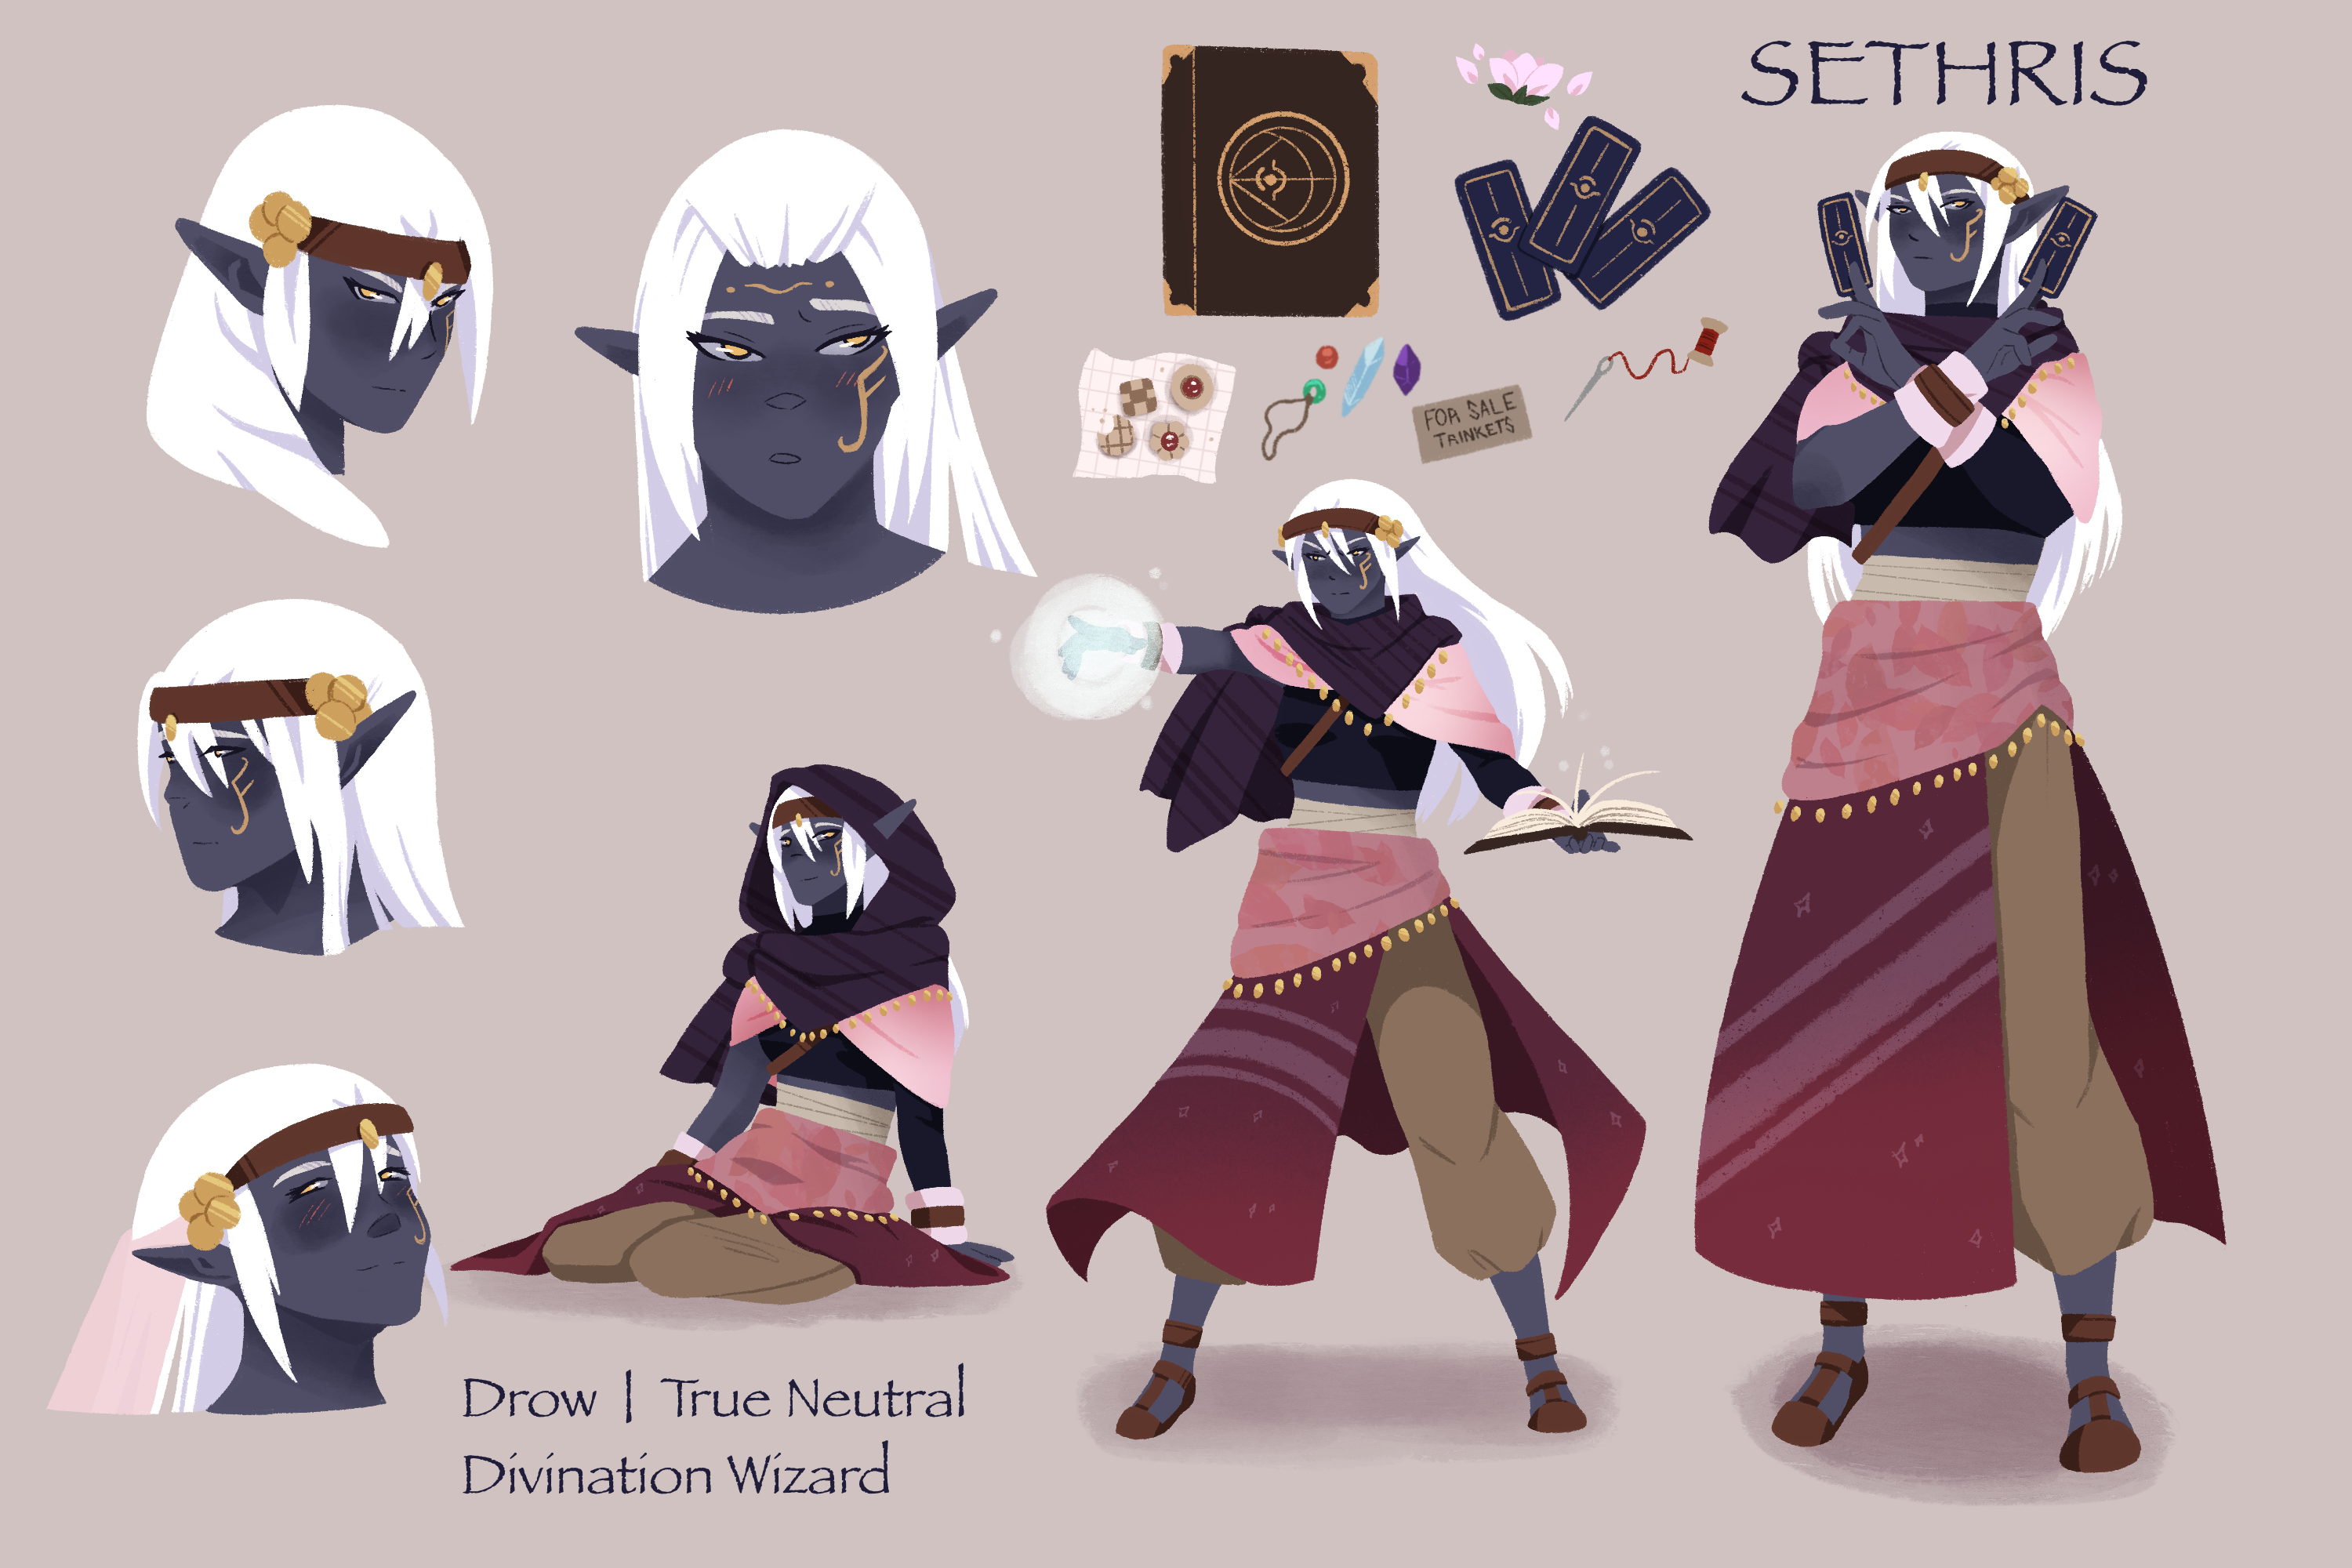 SETHRIS
FOR SALE
TRINKETS
Drow | True Neutral
Divination Wizard